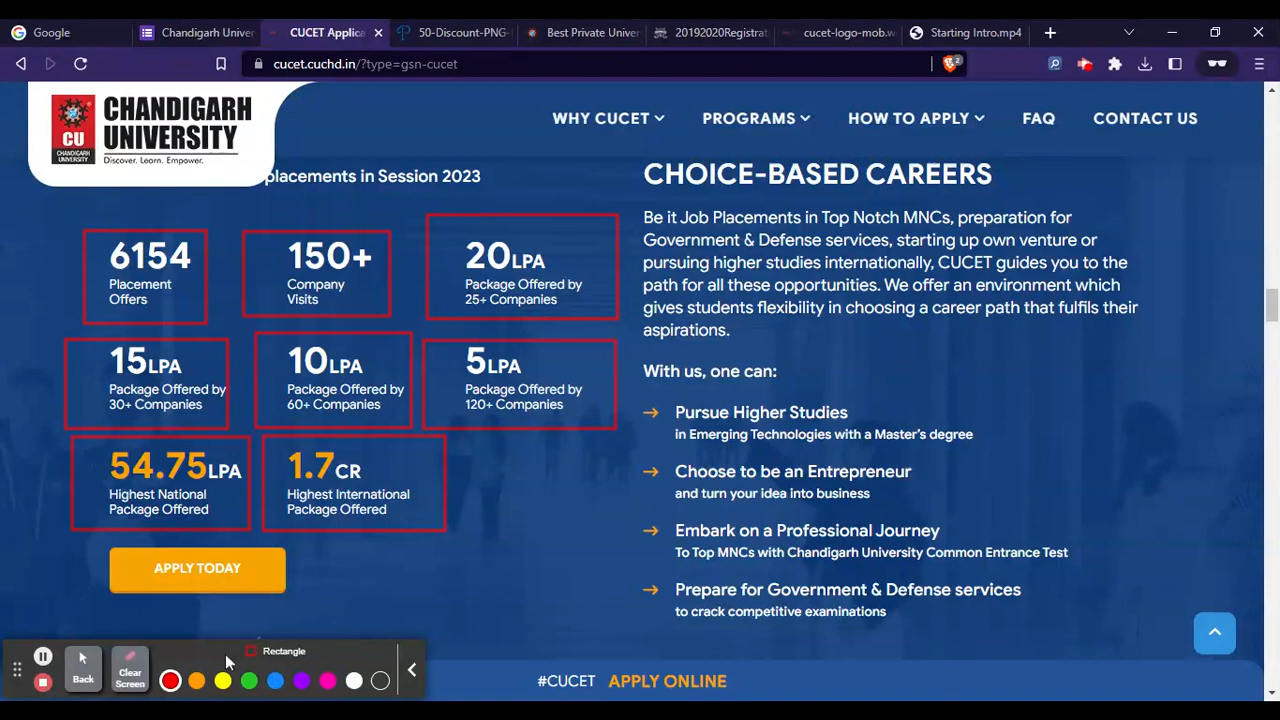 Google
Chandigarh Univer
CUCET Applica
50-Discount-PNG-
Best Private Univer
20192020Registrat
cucet-logo-mob.w
Starting Intro.mp4
cucet.cuchd.in/?type=gsn-cucet
2
CHANDIGARH
UNIVERSITY
Discover. Learn. Empower.
CU
CHANDIGARH
UNIVERSITY
WHY CUCET
PROGRAMS
HOW TO APPLY
FAQ
CONTACT US
placements in Session 2023
6154
Placement
Offers
150+
Company
Visits
20LPA
Package Offered by
25+ Companies
15LPA
Package Offered by
30+ Companies
10LPA
Package Offered by
60+ Companies
5LPA
Package Offered by
120+ Companies
54.75LPA
Highest National
Package Offered
1.7CR
Highest International
Package Offered
APPLY TODAY
CHOICE-BASED CAREERS
Be it Job Placements in Top Notch MNCs, preparation for
Government & Defense services, starting up own venture or
pursuing higher studies internationally, CUCET guides you to the
path for all these opportunities. We offer an environment which
gives students flexibility in choosing a career path that fulfils their
aspirations.
With us, one can:
Pursue Higher Studies
in Emerging Technologies with a Master's degree
Choose to be an Entrepreneur
and turn your idea into business
Embark on a Professional Journey
To Top MNCs with Chandigarh University Common Entrance Test
Prepare for Government & Defense services
to crack competitive examinations
#CUCET APPLY ONLINE
Back
Clear
Screen
Rectangle